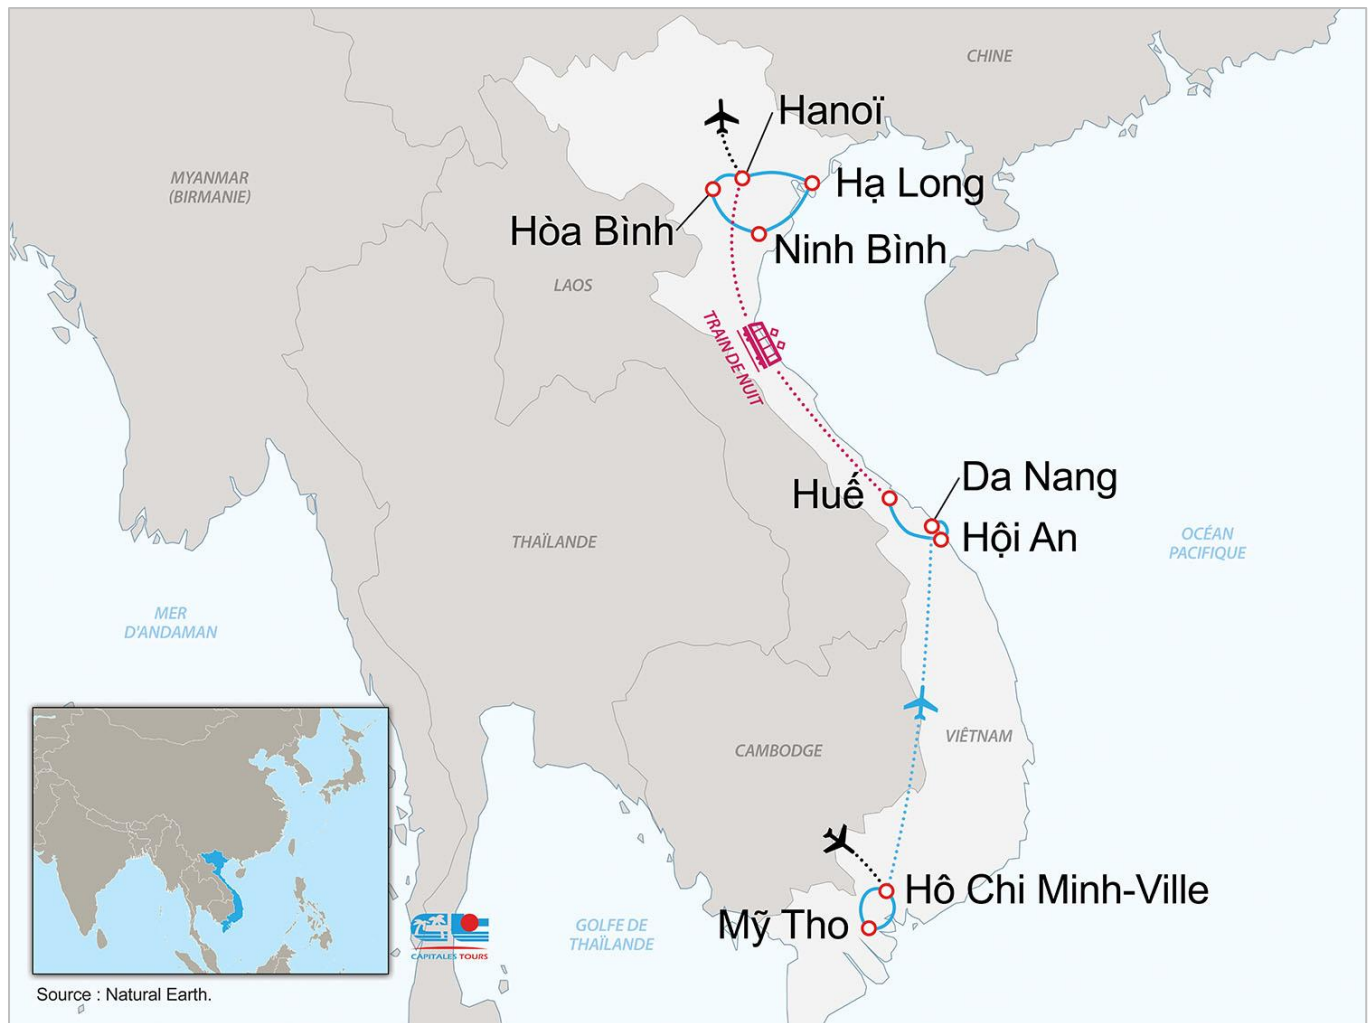 CHINE
Hanoï
MYANMAR
(BIRMANIE)
Hạ Long
Hòa Bình
Ninh Bình
LAOS
TRAIN DE NUIT
Da Nang
Huế
Hội An
THAÏLANDE
OCÉAN
PACIFIQUE
MER
D'ANDAMAN
VIÊTNAM
CAMBODGE
Hô Chi Minh-Ville
Mỹ Tho
GOLFE DE
THAÏLANDE
CAPITALES TOURS
Source : Natural Earth.